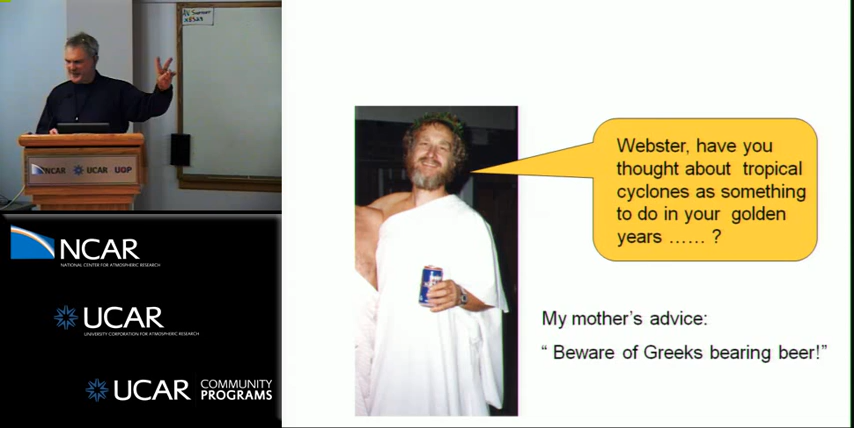 NCAR
UCAR
UOP
NCAR
NATIONAL CENTER FOR ATMOSPHERIC RESEARCH
UCAR
UNIVERSITY CORPORATION FOR ATMOSPHERIC RESEARCH
UCAR COMMUNITY
PROGRAMS
Webster, have you
thought about tropical
cyclones as something
to do in your golden
years …… ?
My mother’s advice:
“ Beware of Greeks bearing beer!”